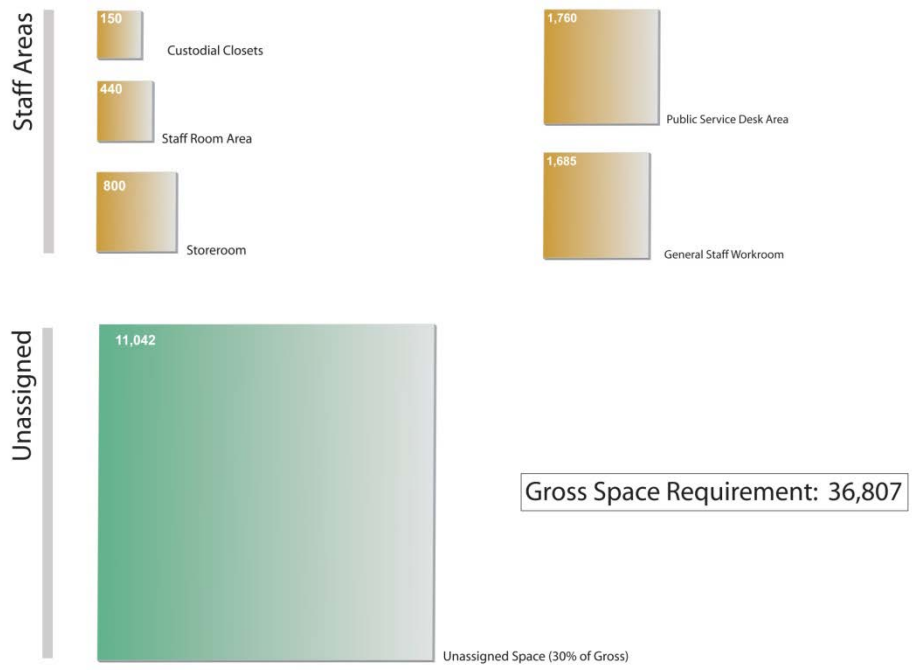 Staff Areas
150
Custodial Closets
440
Staff Room Area
800
Storeroom
1,760
Public Service Desk Area
1,685
General Staff Workroom
Unassigned
11,042
Unassigned Space (30% of Gross)
Gross Space Requirement: 36,807